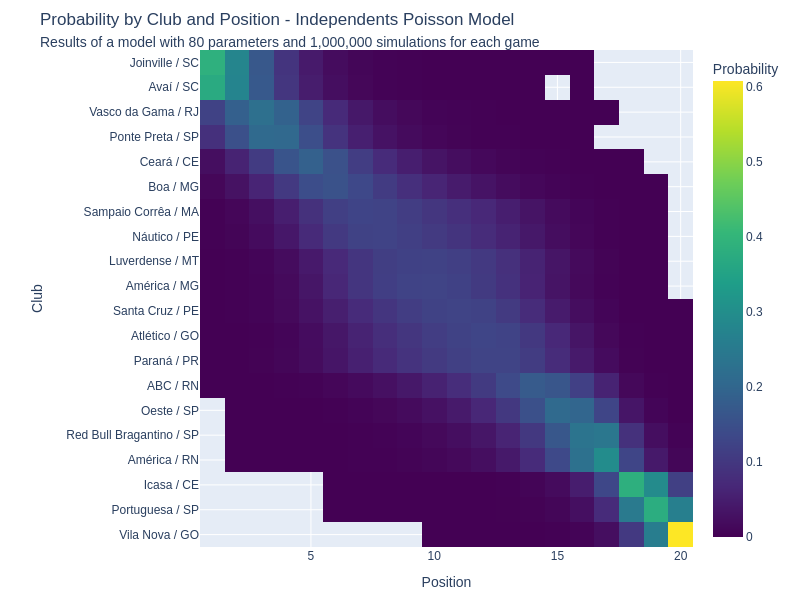 Probability by Club and Position - Independents Poisson Model
Results of a model with 80 parameters and 1,000,000 simulations for each game
Probability
Joinville / SC
Avaí / SC
Vasco da Gama / RJ
Ponte Preta / SP
Ceará / CE
Boa / MG
Sampaio Corrêa / MA
Náutico / PE
Luverdense / MT
América / MG
Santa Cruz / PE
Atlético / GO
Paraná / PR
ABC / RN
Oeste / SP
Red Bull Bragantino / SP
América / RN
Icasa / CE
Portuguesa / SP
Vila Nova / GO
Club
5
10
15
20
Position
0.6
0.5
0.4
0.3
0.2
0.1
0